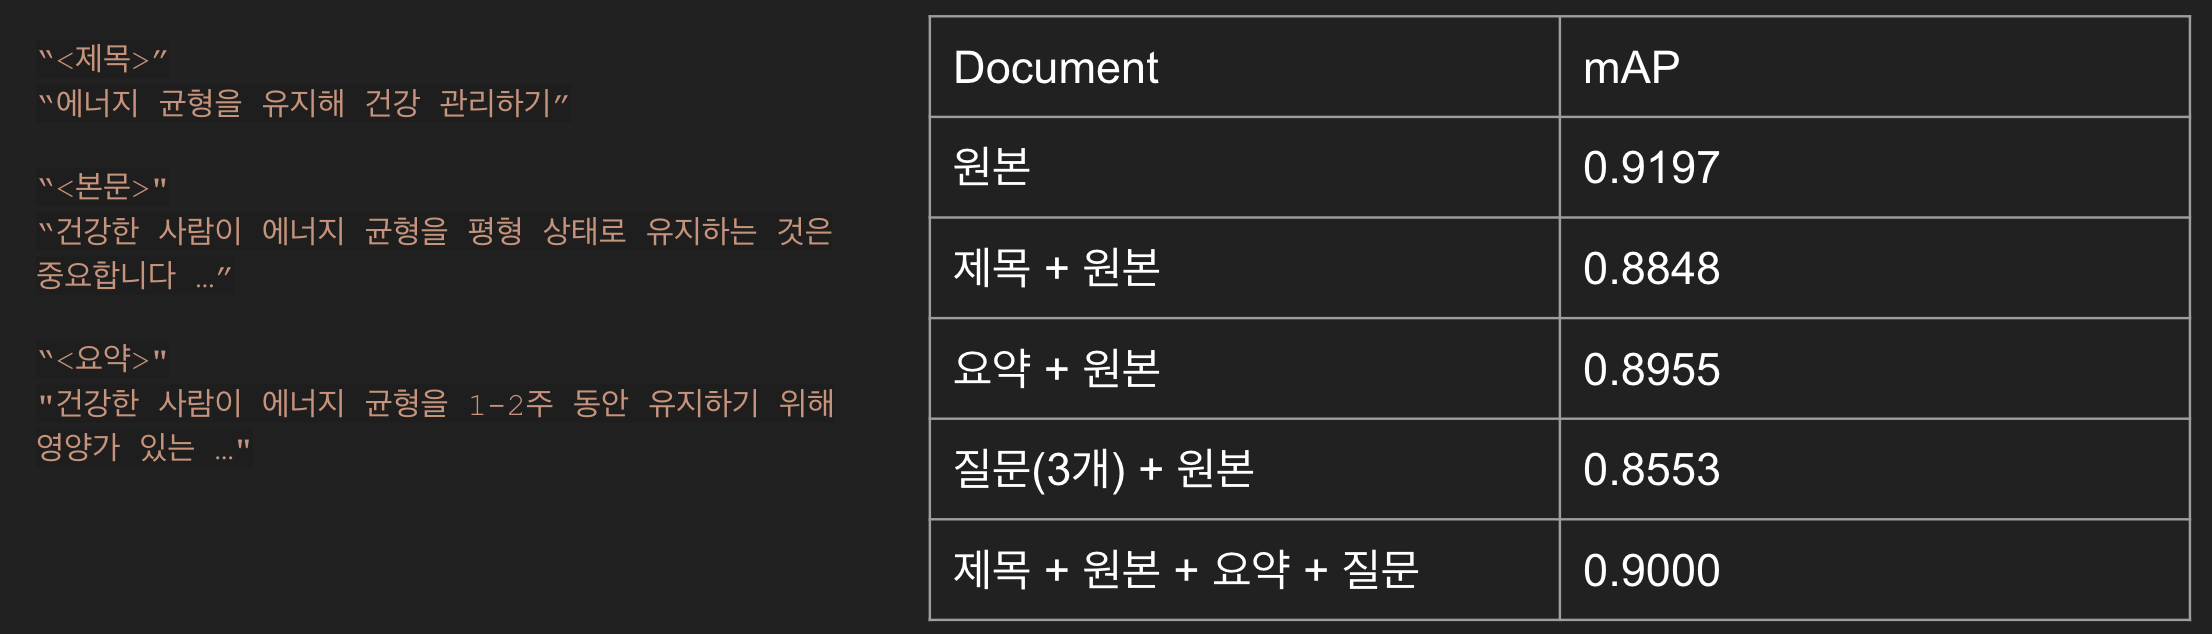 “<제목>”
“에너지 균형을 유지해 건강 관리하기”
“<본문>"
“건강한 사람이 에너지 균형을 평형 상태로 유지하는 것은
중요합니다 …”
“<요약>"
"건강한 사람이 에너지 균형을 1-2주 동안 유지하기 위해
영양가 있는 …"
Document mAP
원본 0.9197
제목 + 원본 0.8848
요약 + 원본 0.8955
질문(3개) + 원본 0.8553
제목 + 원본 + 요약 + 질문 0.9000